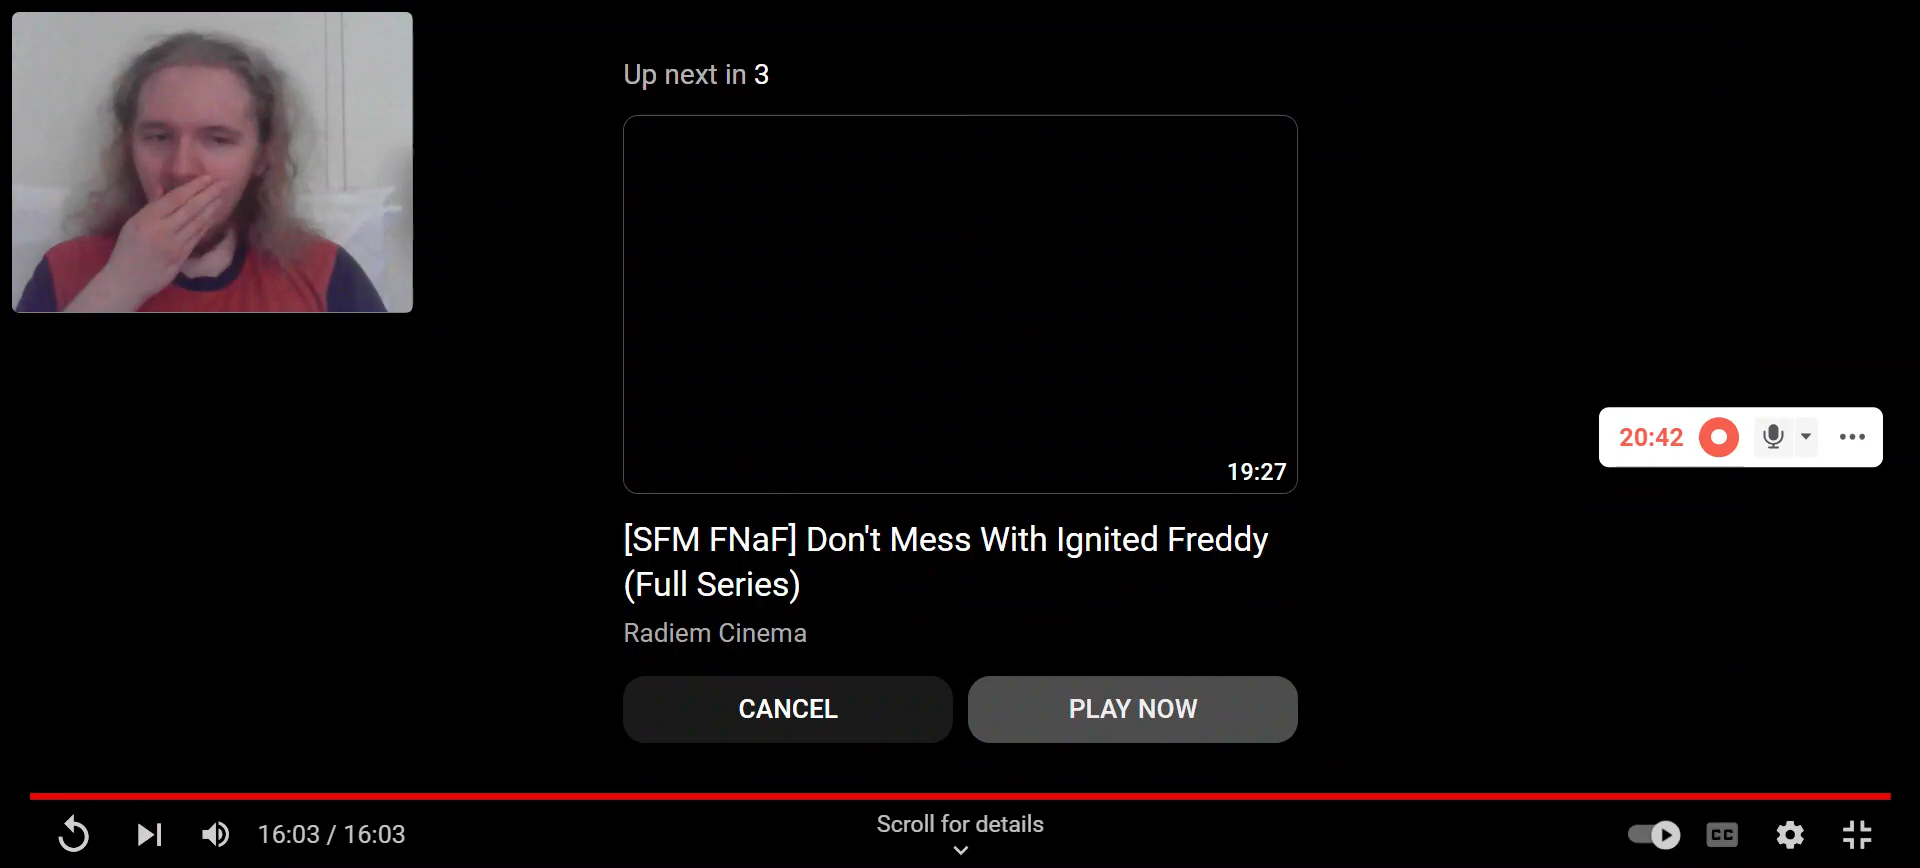 Up next in 3
19:27
[SFM FNaF] Don't Mess With Ignited Freddy
(Full Series)
Radiem Cinema
CANCEL
PLAY NOW
20:42
16:03 / 16:03
Scroll for details
CC